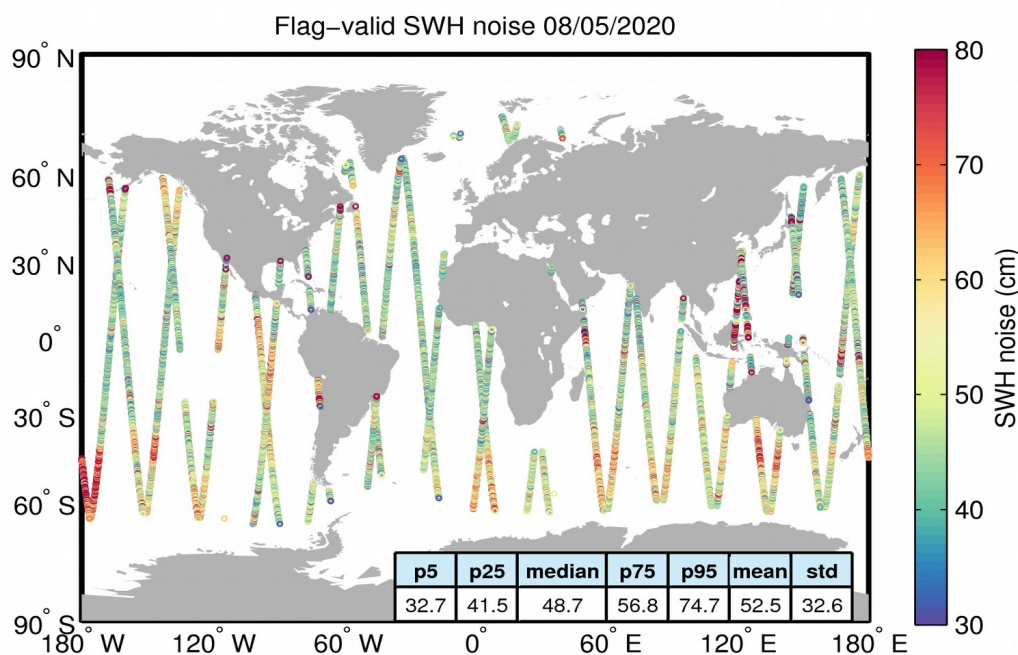 Flag-valid SWH noise 08/05/2020
90° N
60° N
30° N
0°
30° S
60° S
90° S
180° W
120° W
60° W
0°
60° E
120° E
180° E
p5 p25 median p75 p95 mean std
32.7 41.5 48.7 56.8 74.7 52.5 32.6
80
70
60
50
40
30
SWH noise (cm)